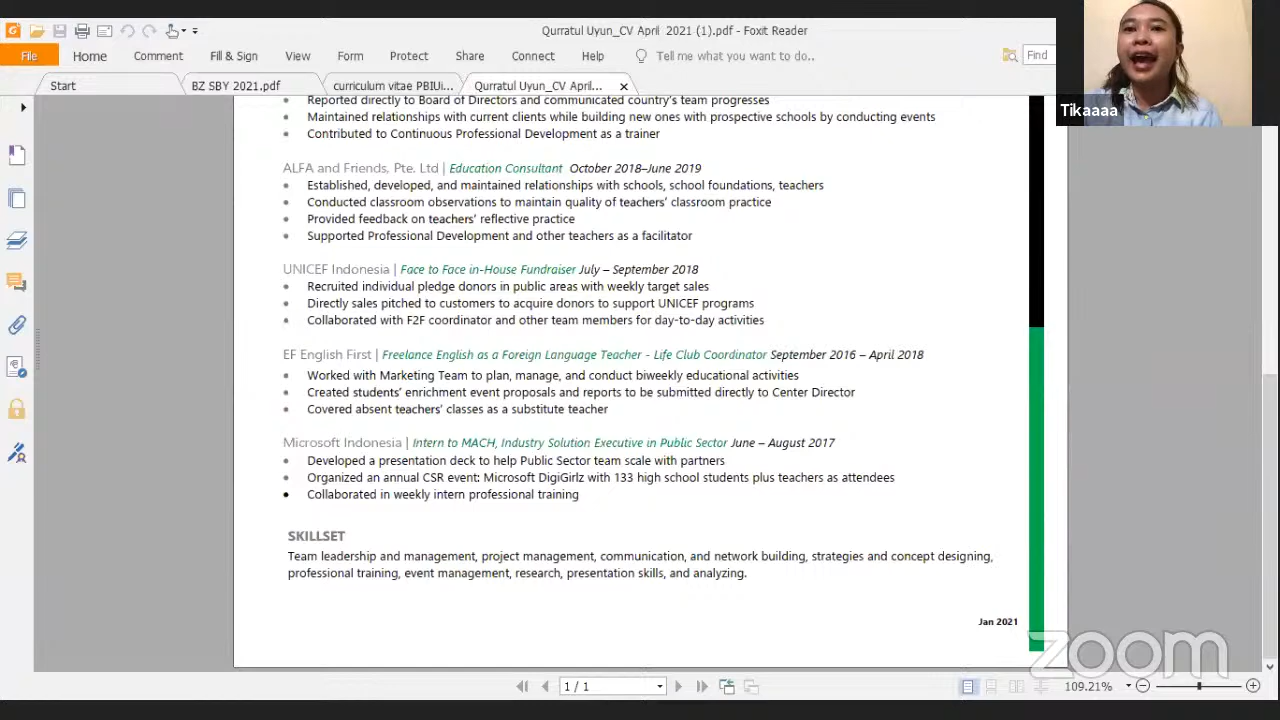 Qurratul Uyun_CV April 2021 (1).pdf - Foxit Reader
File Home Comment Fill & Sign View Form Protect Share Connect Help Tell me what you want to do.. Find
Start BZ SBY 2021.pdf curriculum vitae PBIUi... Qurratul Uyun_CV April...
Tikaaaa
Reported directly to Board of Directors and communicated country's team progresses
Maintained relationships with current clients while building new ones with prospective schools by conducting events
Contributed to Continuous Professional Development as a trainer
ALFA and Friends, Pte. Ltd | Education Consultant October 2018–June 2019
Established, developed, and maintained relationships with schools, school foundations, teachers
Conducted classroom observations to maintain quality of teachers' classroom practice
Provided feedback on teachers' reflective practice
Supported Professional Development and other teachers as a facilitator
UNICEF Indonesia | Face to Face in-House Fundraiser July – September 2018
Recruited individual pledge donors in public areas with weekly target sales
Directly sales pitched to customers to acquire donors to support UNICEF programs
Collaborated with F2F coordinator and other team members for day-to-day activities
EF English First | Freelance English as a Foreign Language Teacher - Life Club Coordinator September 2016 – April 2018
Worked with Marketing Team to plan, manage, and conduct biweekly educational activities
Created students' enrichment event proposals and reports to be submitted directly to Center Director
Covered absent teachers' classes as a substitute teacher
Microsoft Indonesia | Intern to MACH, Industry Solution Executive in Public Sector June – August 2017
Developed a presentation deck to help Public Sector team scale with partners
Organized an annual CSR event: Microsoft DigiGirlz with 133 high school students plus teachers as attendees
Collaborated in weekly intern professional training
SKILLSET
Team leadership and management, project management, communication, and network building, strategies and concept designing,
professional training, event management, research, presentation skills, and analyzing.
Jan 2021
zoom
1 / 1
109.21%